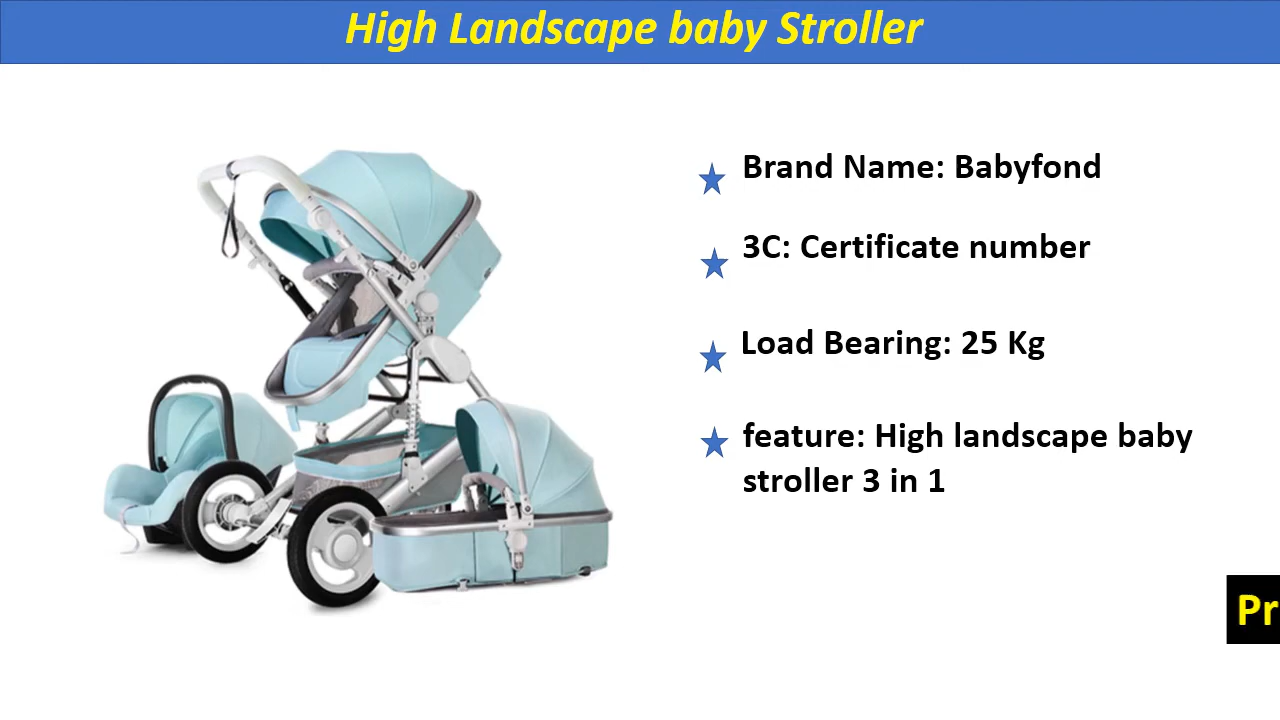 High Landscape baby Stroller
Brand Name: Babyfond
3C: Certificate number
Load Bearing: 25 Kg
feature: High landscape baby
stroller 3 in 1
Pr